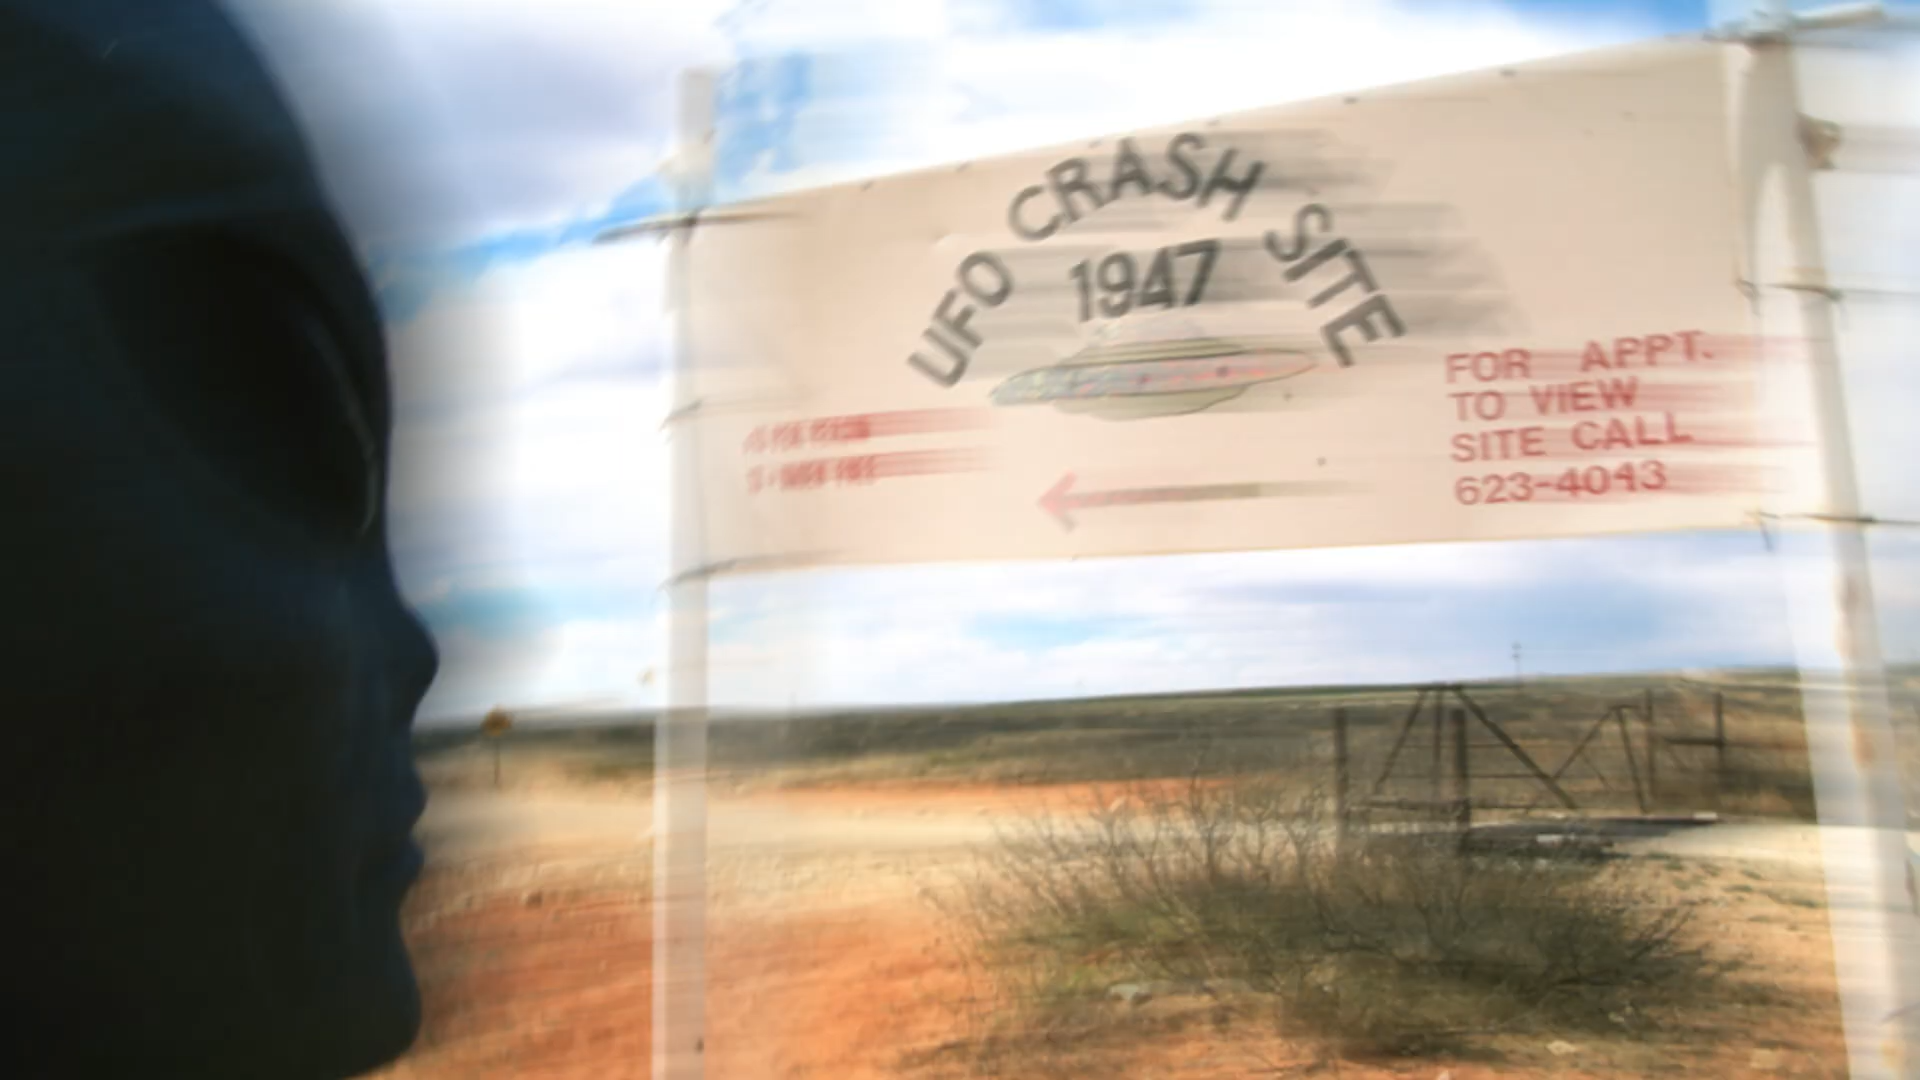 UFO CRASH SITE
1947
FOR APPT.
TO VIEW
SITE CALL
623-4043